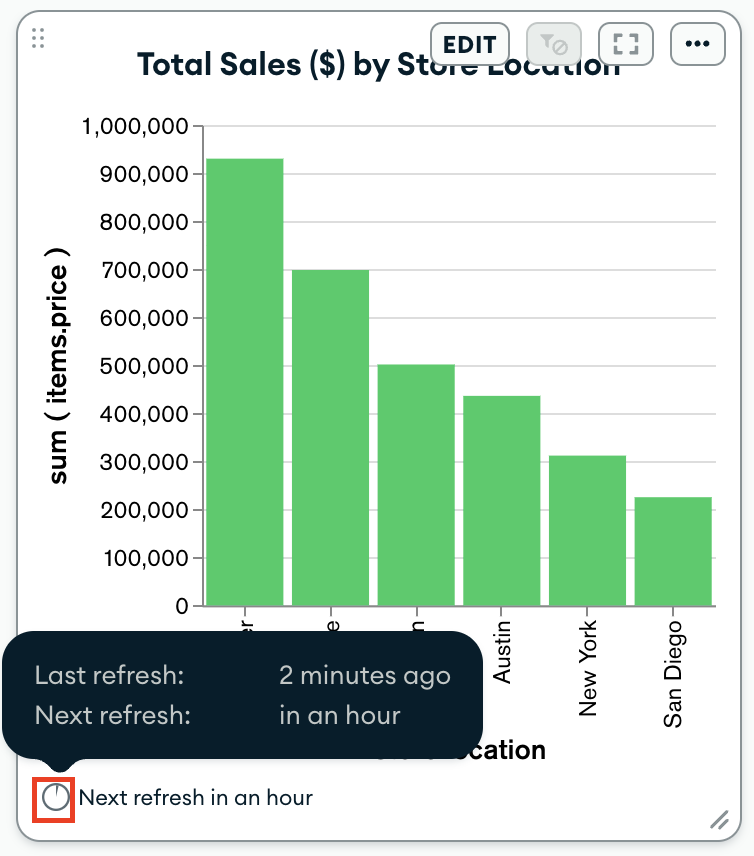 EDIT
Total Sales ($) by Store Location
1,000,000
900,000
800,000
700,000
600,000
500,000
400,000
300,000
200,000
100,000
0
sum ( items.price )
Austin
New York
San Diego
Last refresh: 2 minutes ago
Next refresh: in an hour
Next refresh in an hour